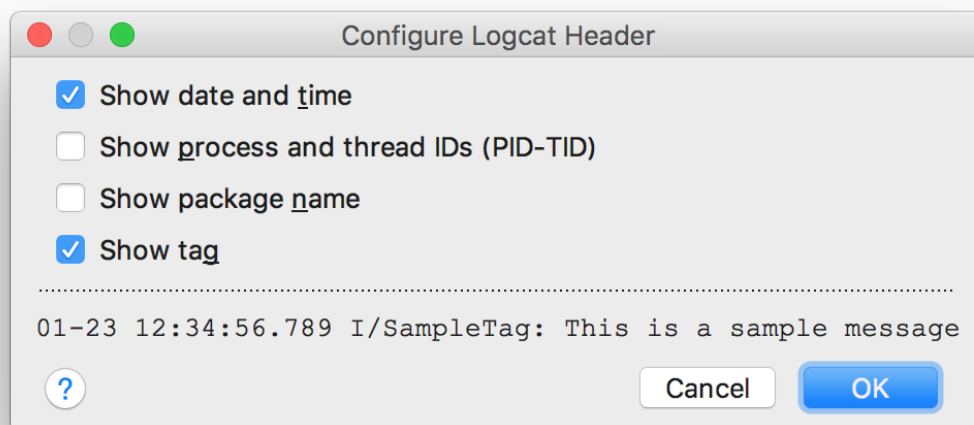 Configure Logcat Header
Show date and time
Show process and thread IDs (PID-TID)
Show package name
Show tag
01-23 12:34:56.789 I/SampleTag: This is a sample message
? Cancel OK